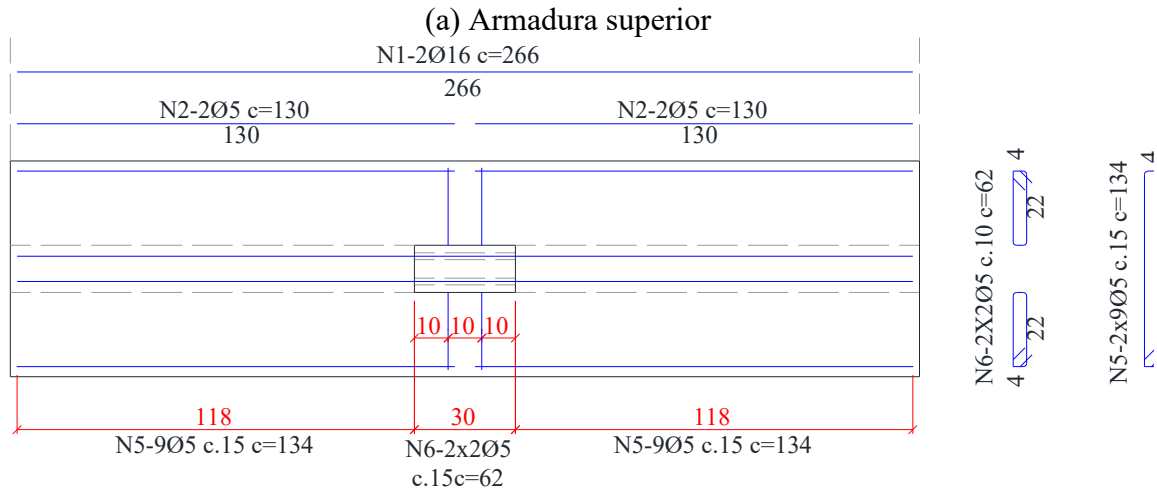 (a) Armadura superior
N1-2Ø16 c=266
266
N2-2Ø5 c=130
N2-2Ø5 c=130
130
130
10 10 10
118
30
118
N5-9Ø5 c.15 c=134
N6-2x2Ø5
c.15c=62
N5-9Ø5 c.15 c=134
N6-2X2Ø5 c.10 c=62
4
22
22
4
N5-2x9Ø5 c.15 c=134
4
4